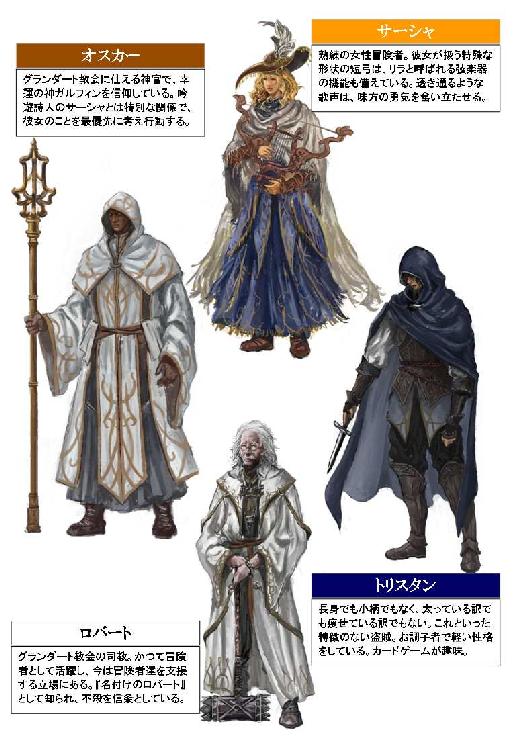 オスカー
グランダート教会に仕える神官で、幸
運の神ガルフィンを信仰している。吟
遊詩人のサーシャとは特別な関係で、
彼女のことを最優先に考え行動する。
サーシャ
熟練の女性冒険者。彼女が扱う特殊な
形状の短弓は、リラと呼ばれる弦楽器
の機能も備えている。透き通るような
歌声は、味方の勇気を奮い立たせる。
トリスタン
長身でも小柄でもなく、太っている訳で
も痩せている訳でもない。これといった
特徴のない盗賊。お調子者で軽い性格
をしている。カードゲームが趣味。
ロバート
グランダート教会の司教。かつて冒険
者として活躍し、今は冒険者達を支援
する立場にある。『名付けのロバート』
として知られ、不殺を信条としている。